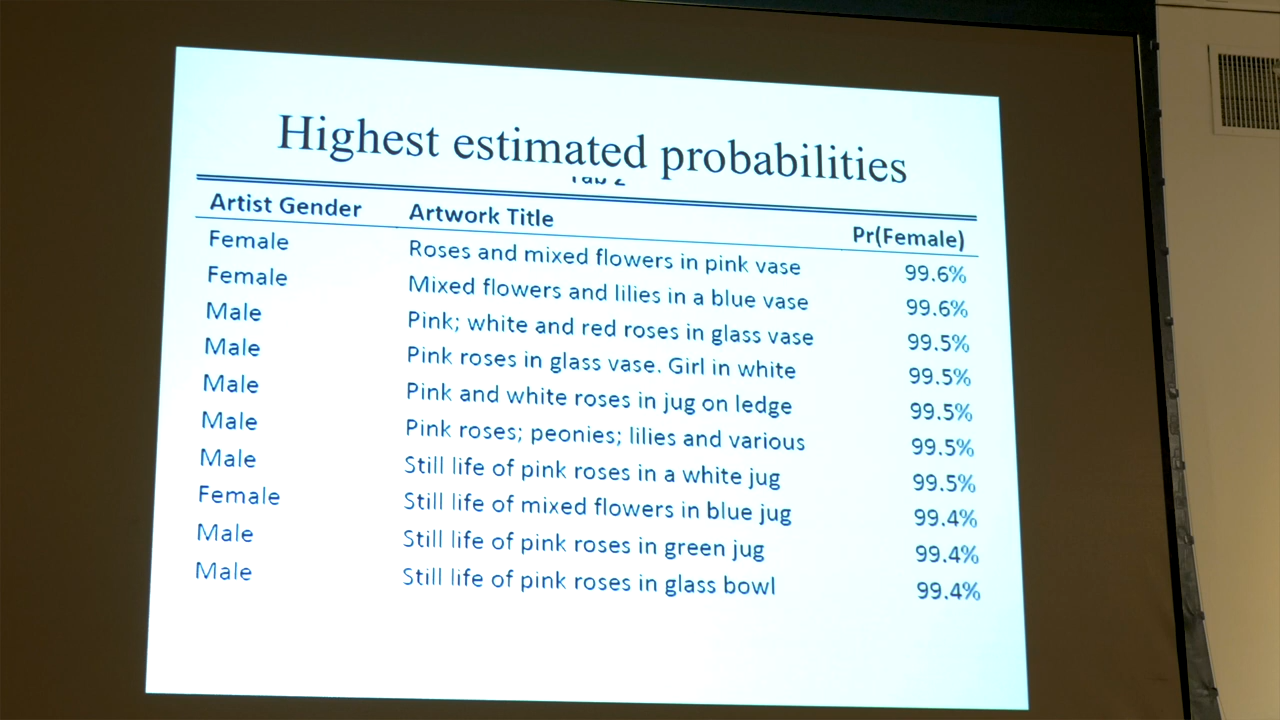 Highest estimated probabilities
Artist Gender Artwork Title Pr(Female)
Female Roses and mixed flowers in pink vase 99.6%
Female Mixed flowers and lilies in a blue vase 99.6%
Male Pink; white and red roses in glass vase 99.5%
Male Pink roses in glass vase. Girl in white 99.5%
Male Pink and white roses in jug on ledge 99.5%
Male Pink roses; peonies; lilies and various 99.5%
Male Still life of pink roses in a white jug 99.5%
Female Still life of mixed flowers in blue jug 99.4%
Male Still life of pink roses in green jug 99.4%
Male Still life of pink roses in glass bowl 99.4%